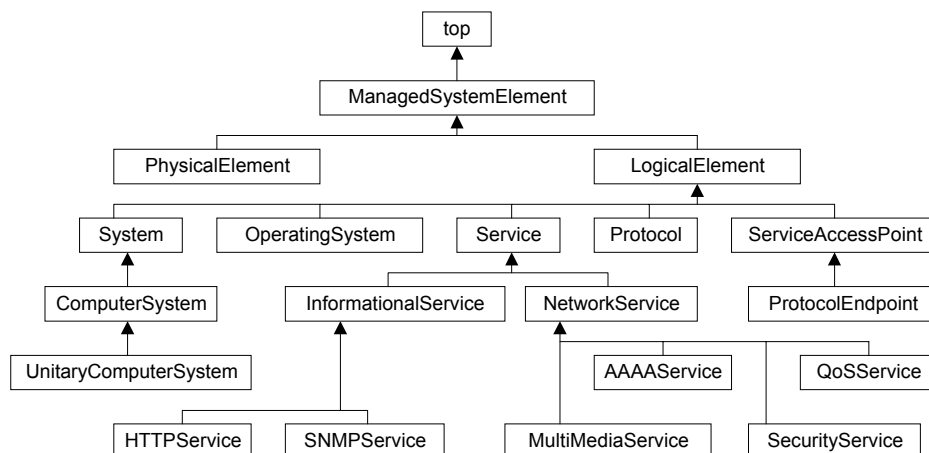 top
ManagedSystemElement
PhysicalElement
LogicalElement
System
OperatingSystem
Service
Protocol
ServiceAccessPoint
ComputerSystem
InformationalService
NetworkService
ProtocolEndpoint
UnitaryComputerSystem
AAAAService
QoSService
HTTPService
SNMPService
MultiMediaService
SecurityService